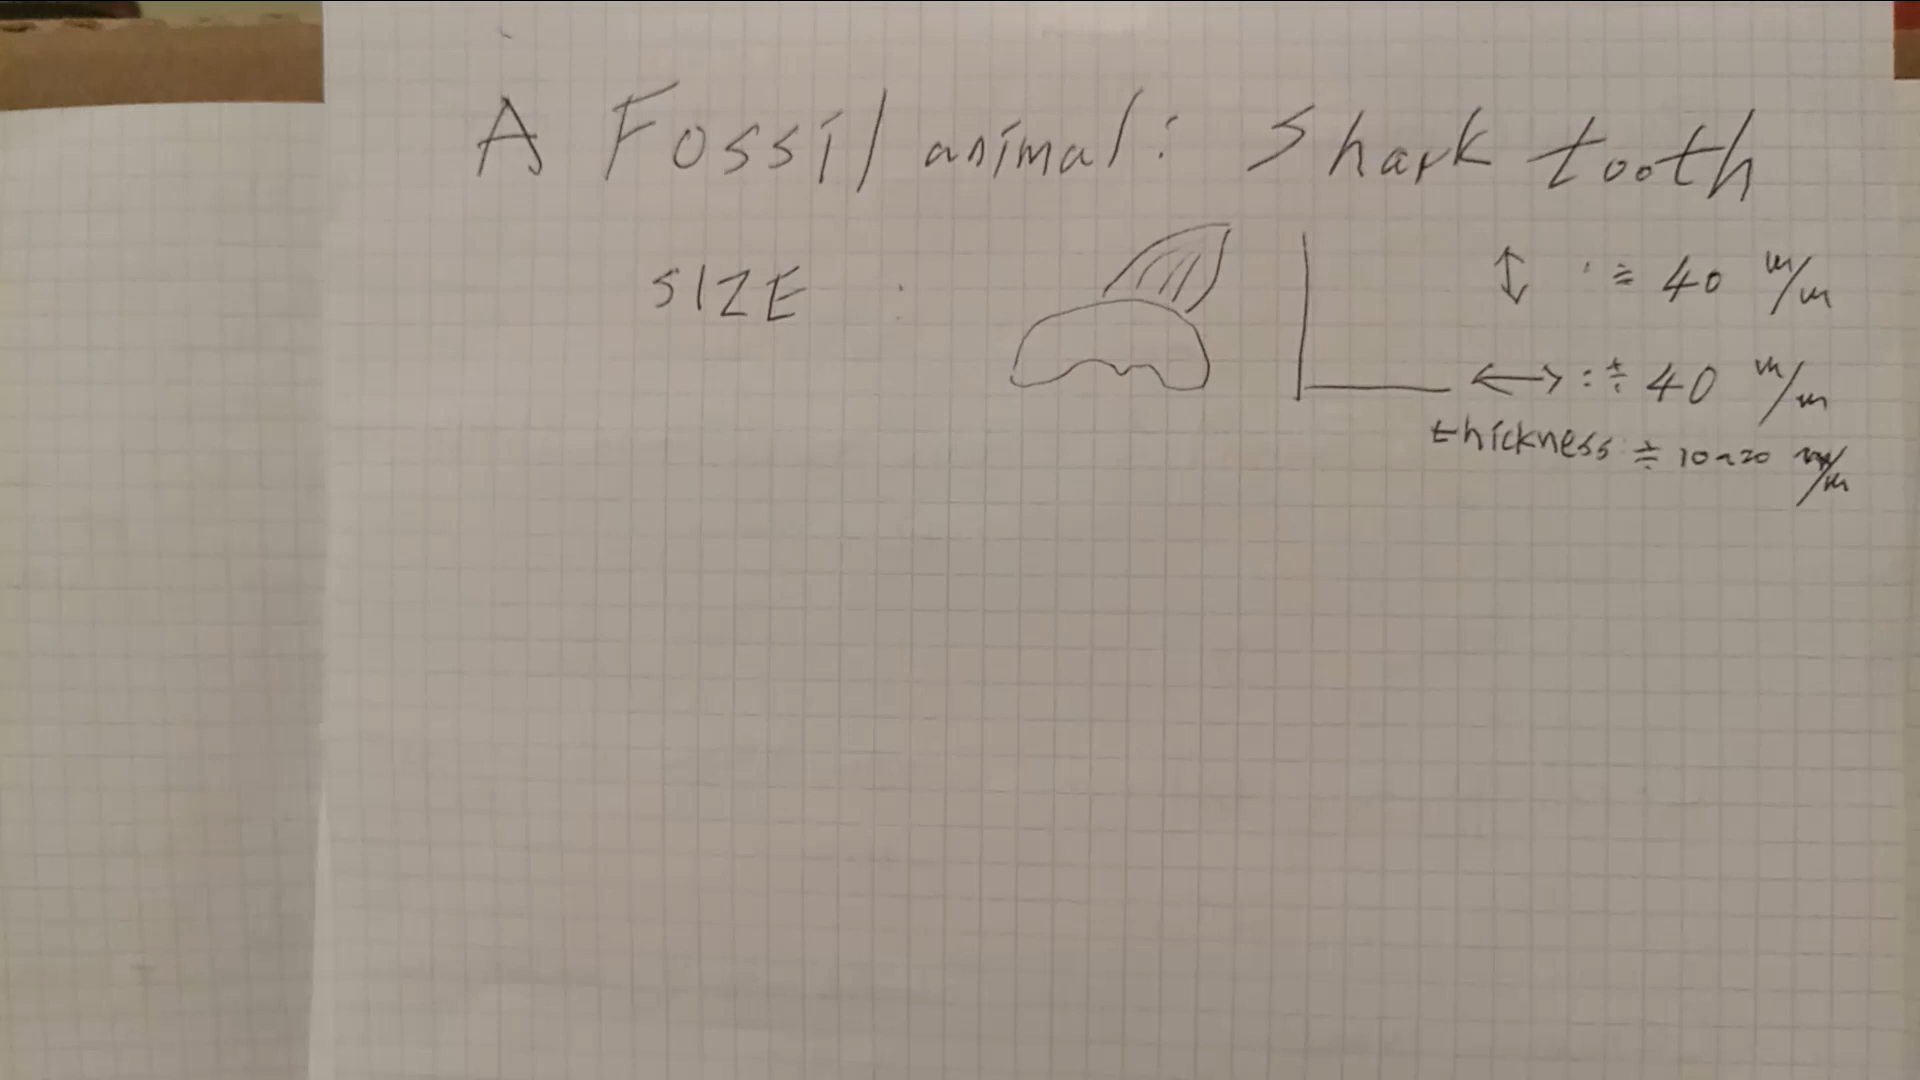 A Fossil animal: Shark tooth
SIZE : ↕ : ≒ 40 m/m
↔ : ≒ 40 m/m
thickness ≒ 10~20 m/m